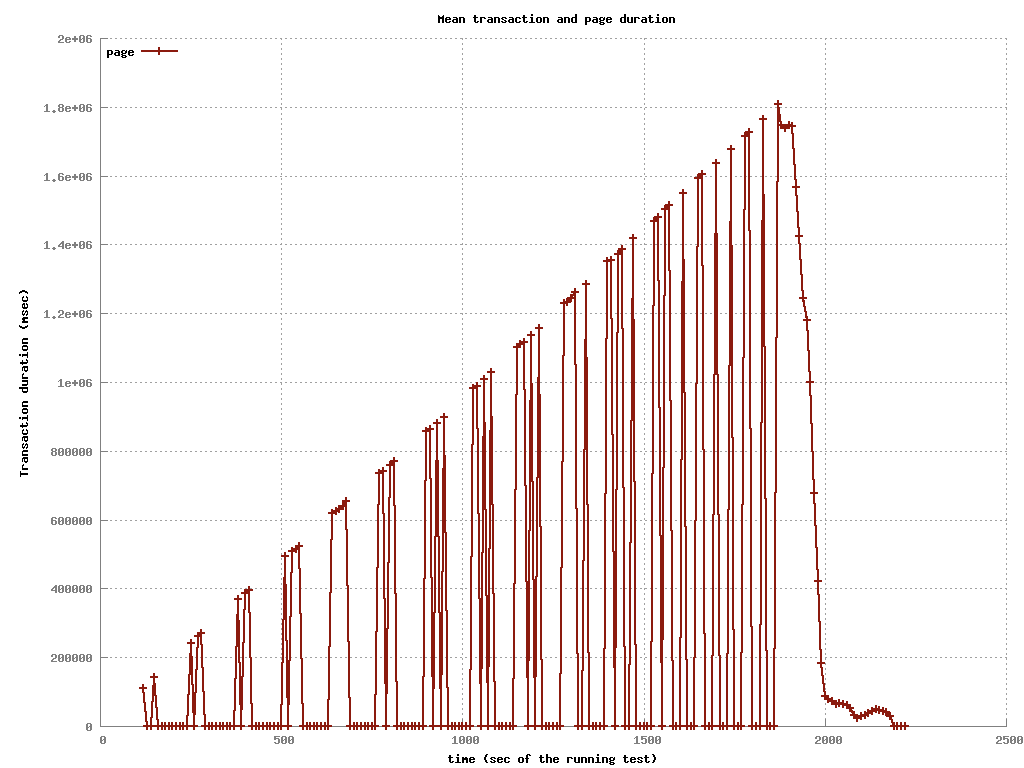 Mean transaction and page duration
2e+06
page
1.8e+06
1.6e+06
1.4e+06
1.2e+06
1e+06
800000
600000
400000
200000
0
Transaction duration (msec)
0 500 1000 1500 2000 2500
time (sec of the running test)